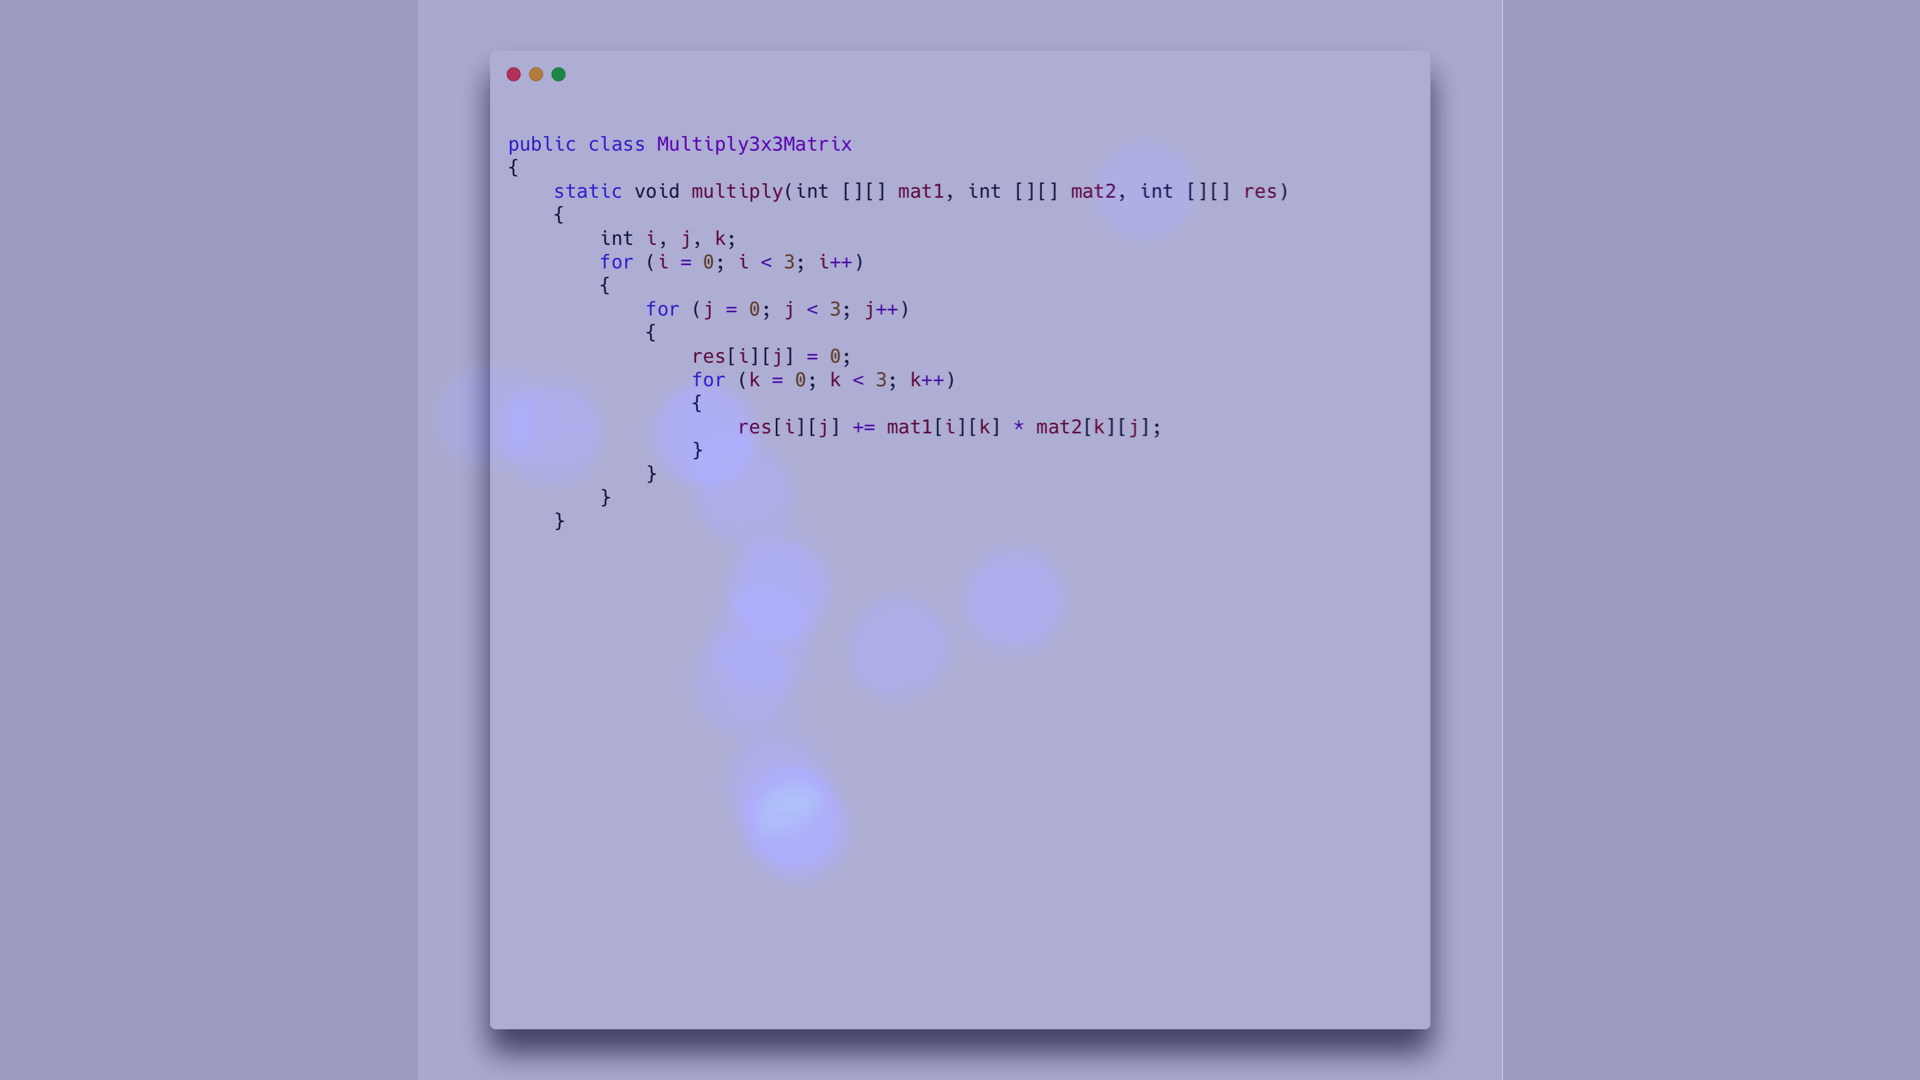 public class Multiply3x3Matrix
{
    static void multiply(int [][] mat1, int [][] mat2, int [][] res)
    {
        int i, j, k;
        for (i = 0; i < 3; i++)
        {
            for (j = 0; j < 3; j++)
            {
                res[i][j] = 0;
                for (k = 0; k < 3; k++)
                {
                    res[i][j] += mat1[i][k] * mat2[k][j];
                }
            }
        }
    }